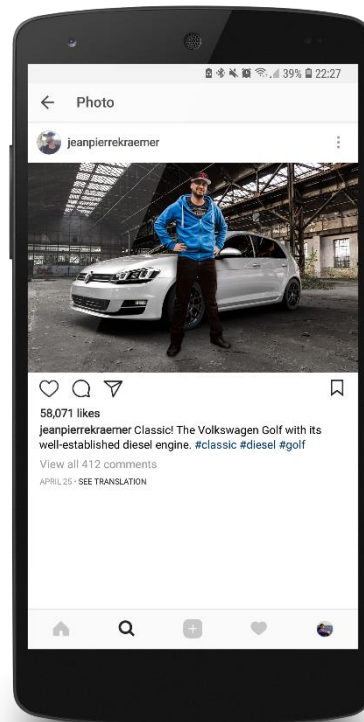 39% 22:27
Photo
jeanpierrekraemer
58,071 likes
jeanpierrekraemer Classic! The Volkswagen Golf with its
well-established diesel engine. #classic #diesel #golf
View all 412 comments
APRIL 25 • SEE TRANSLATION